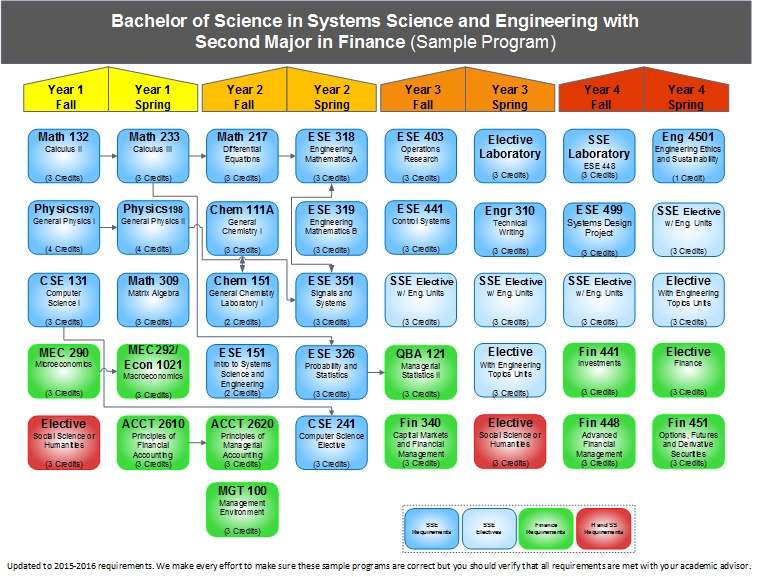 Bachelor of Science in Systems Science and Engineering with
Second Major in Finance (Sample Program)
Year 1
Fall
Year 1
Spring
Year 2
Fall
Year 2
Spring
Year 3
Fall
Year 3
Spring
Year 4
Fall
Year 4
Spring
Math 132
Calculus II
(3 Credits)
Math 233
Calculus III
(3 Credits)
Math 217
Differential
Equations
(3 Credits)
ESE 318
Engineering
Mathematics A
(3 Credits)
ESE 403
Operations
Research
(3 Credits)
Elective
Laboratory
(3 Credits)
SSE
Laboratory
ESE 448
(3 Credits)
Eng 4501
Engineering Ethics
and Sustainability
(1 Credit)
Physics197
General Physics I
(4 Credits)
Physics198
General Physics II
(4 Credits)
Chem 111A
General
Chemistry I
(3 Credits)
ESE 319
Engineering
Mathematics B
(3 Credits)
ESE 441
Control Systems
(3 Credits)
Engr 310
Technical
Writing
(3 Credits)
ESE 499
Systems Design
Project
(3 Credits)
SSE Elective
w/ Eng. Units
(3 Credits)
CSE 131
Computer
Science I
(3 Credits)
Math 309
Matrix Algebra
(3 Credits)
Chem 151
General Chemistry
Laboratory I
(2 Credits)
ESE 351
Signals and
Systems
(3 Credits)
SSE Elective
w/ Eng. Units
(3 Credits)
SSE Elective
w/ Eng. Units
(3 Credits)
SSE Elective
w/ Eng. Units
(3 Credits)
Elective
With Engineering
Topics Units
(3 Credits)
MEC 290
Microeconomics
(3 Credits)
MEC292/
Econ 1021
Macroeconomics
(3 Credits)
ESE 151
Intro to Systems
Science and
Engineering
(2 Credits)
ESE 326
Probability and
Statistics
(3 Credits)
QBA 121
Managerial
Statistics II
(3 Credits)
Elective
With Engineering
Topics Units
(3 Credits)
Fin 441
Investments
(3 Credits)
Elective
Finance
(3 Credits)
Elective
Social Science or
Humanities
(3 Credits)
ACCT 2610
Principles of
Financial
Accounting
(3 Credits)
ACCT 2620
Principles of
Managerial
Accounting
(3 Credits)
CSE 241
Computer Science
Elective
(3 Credits)
Fin 340
Capital Markets
and Financial
Management
(3 Credits)
Elective
Social Science or
Humanities
(3 Credits)
Fin 448
Advanced
Financial
Management
(3 Credits)
Fin 451
Options, Futures
and Derivative
Securities
(3 Credits)
MGT 100
Management
Environment
(3 Credits)
SSE
Requirements
SSE
Electives
Finance
Requirements
H and SS
Requirements
Updated to 2015-2016 requirements. We make every effort to make sure these sample programs are correct but you should verify that all requirements are met with your academic advisor.